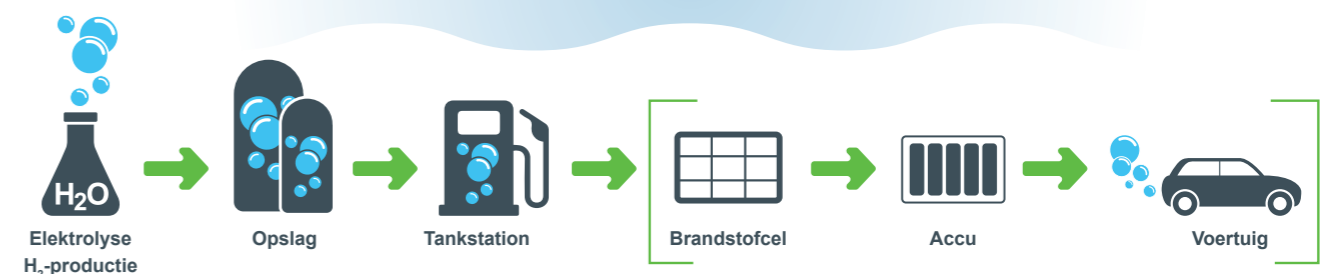 H₂O
Elektrolyse
H₂-productie
Opslag
Tankstation
Brandstofcel
Accu
Voertuig